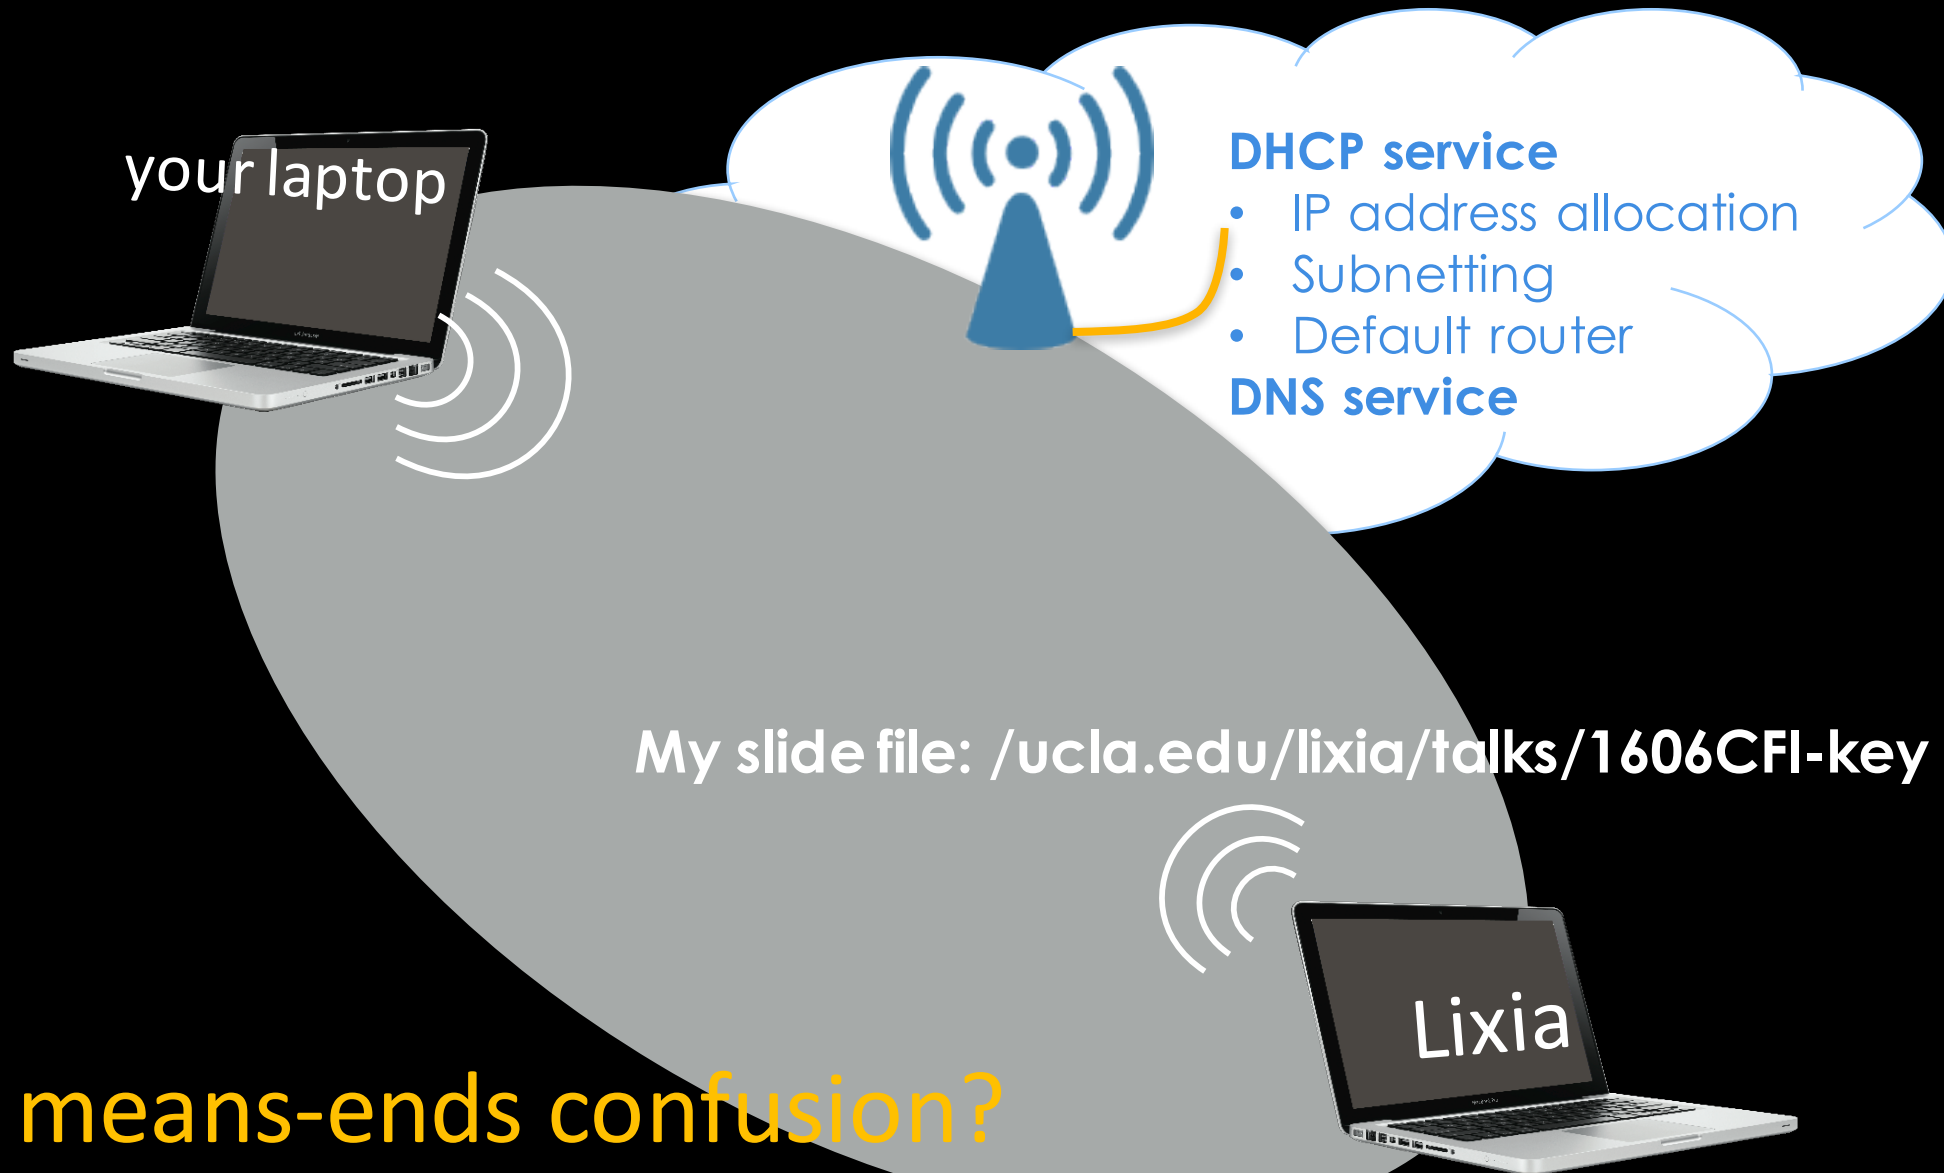 your laptop
DHCP service
• IP address allocation
• Subnetting
• Default router
DNS service
My slide file: /ucla.edu/lixia/talks/1606CFI-key
Lixia
means-ends confusion?